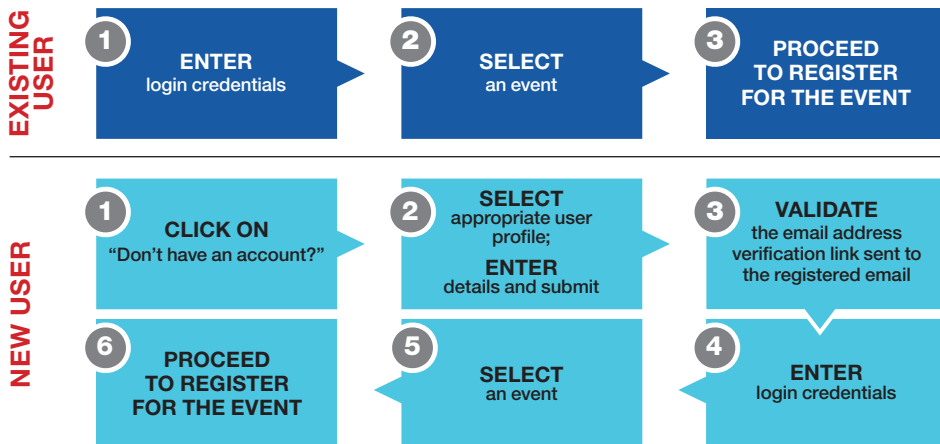 EXISTING
USER
1
ENTER
login credentials
2
SELECT
an event
3
PROCEED
TO REGISTER
FOR THE EVENT
NEW USER
1
CLICK ON
“Don’t have an account?”
2
SELECT
appropriate user
profile;
ENTER
details and submit
3
VALIDATE
the email address
verification link sent to
the registered email
4
ENTER
login credentials
5
SELECT
an event
6
PROCEED
TO REGISTER
FOR THE EVENT